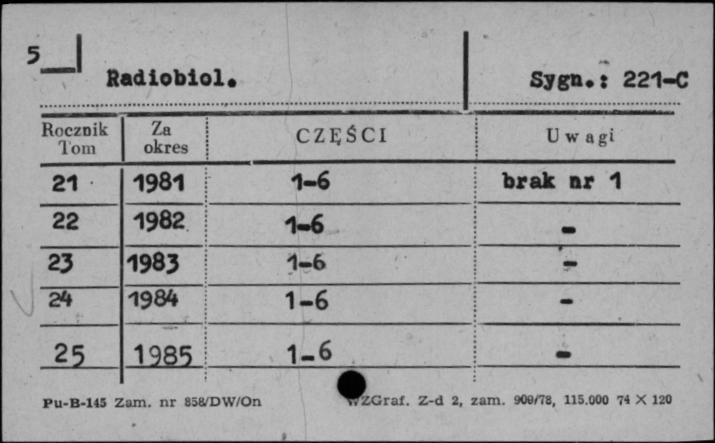 5
Radiobiol. Sygn.: 221-C
Rocznik Tom Za okres CZĘŚCI Uwagi
21 1981 1-6 brak nr 1
22 1982 1-6 -
23 1983 1-6 -
24 1984 1-6 -
25 1985 1-6 -
Pu-B-145 Zam. nr 858/DW/On WZGraf. Z-d 2, zam. 900/78, 115.000 74 X 120